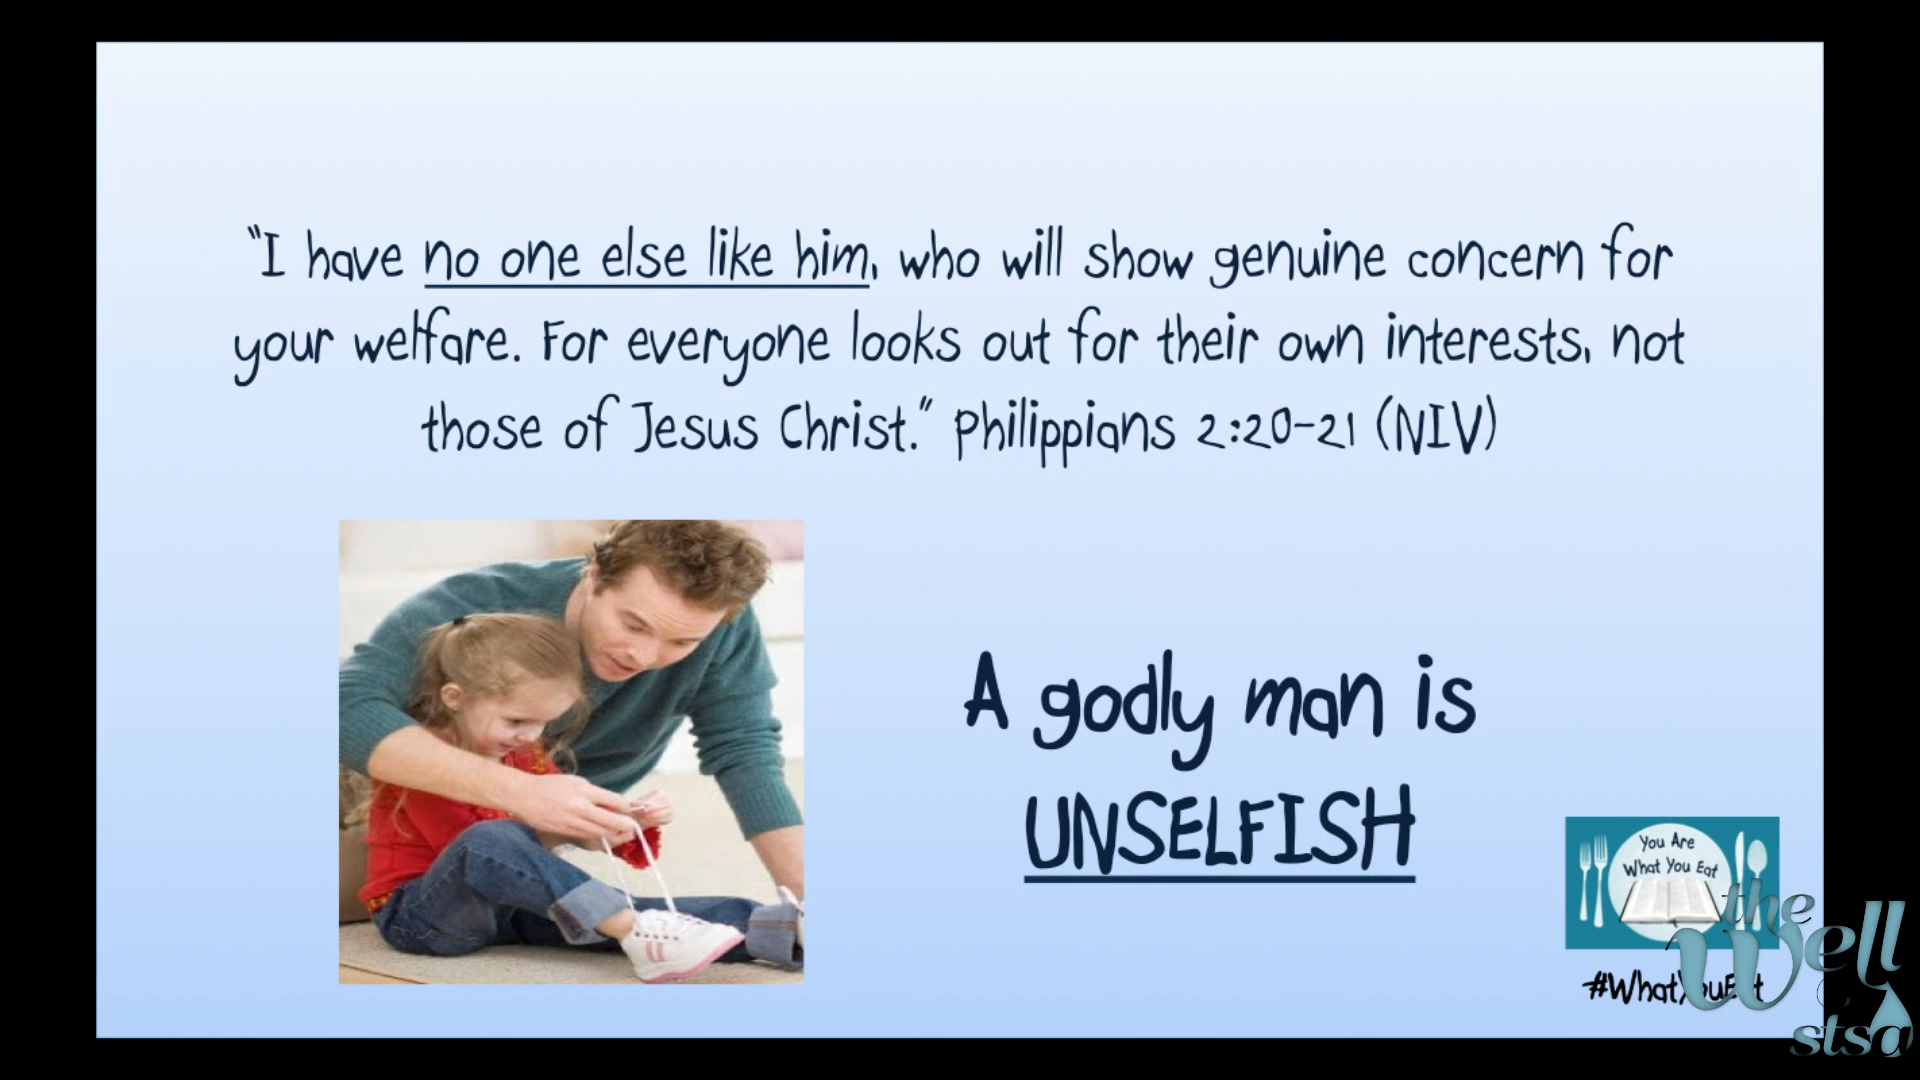 "I have no one else like him, who will show genuine concern for
your welfare. For everyone looks out for their own interests, not
those of Jesus Christ." Philippians 2:20-21 (NIV)
A godly man is
UNSELFISH
You Are
What You Eat
#WhatYouEat
the
Well
stsa